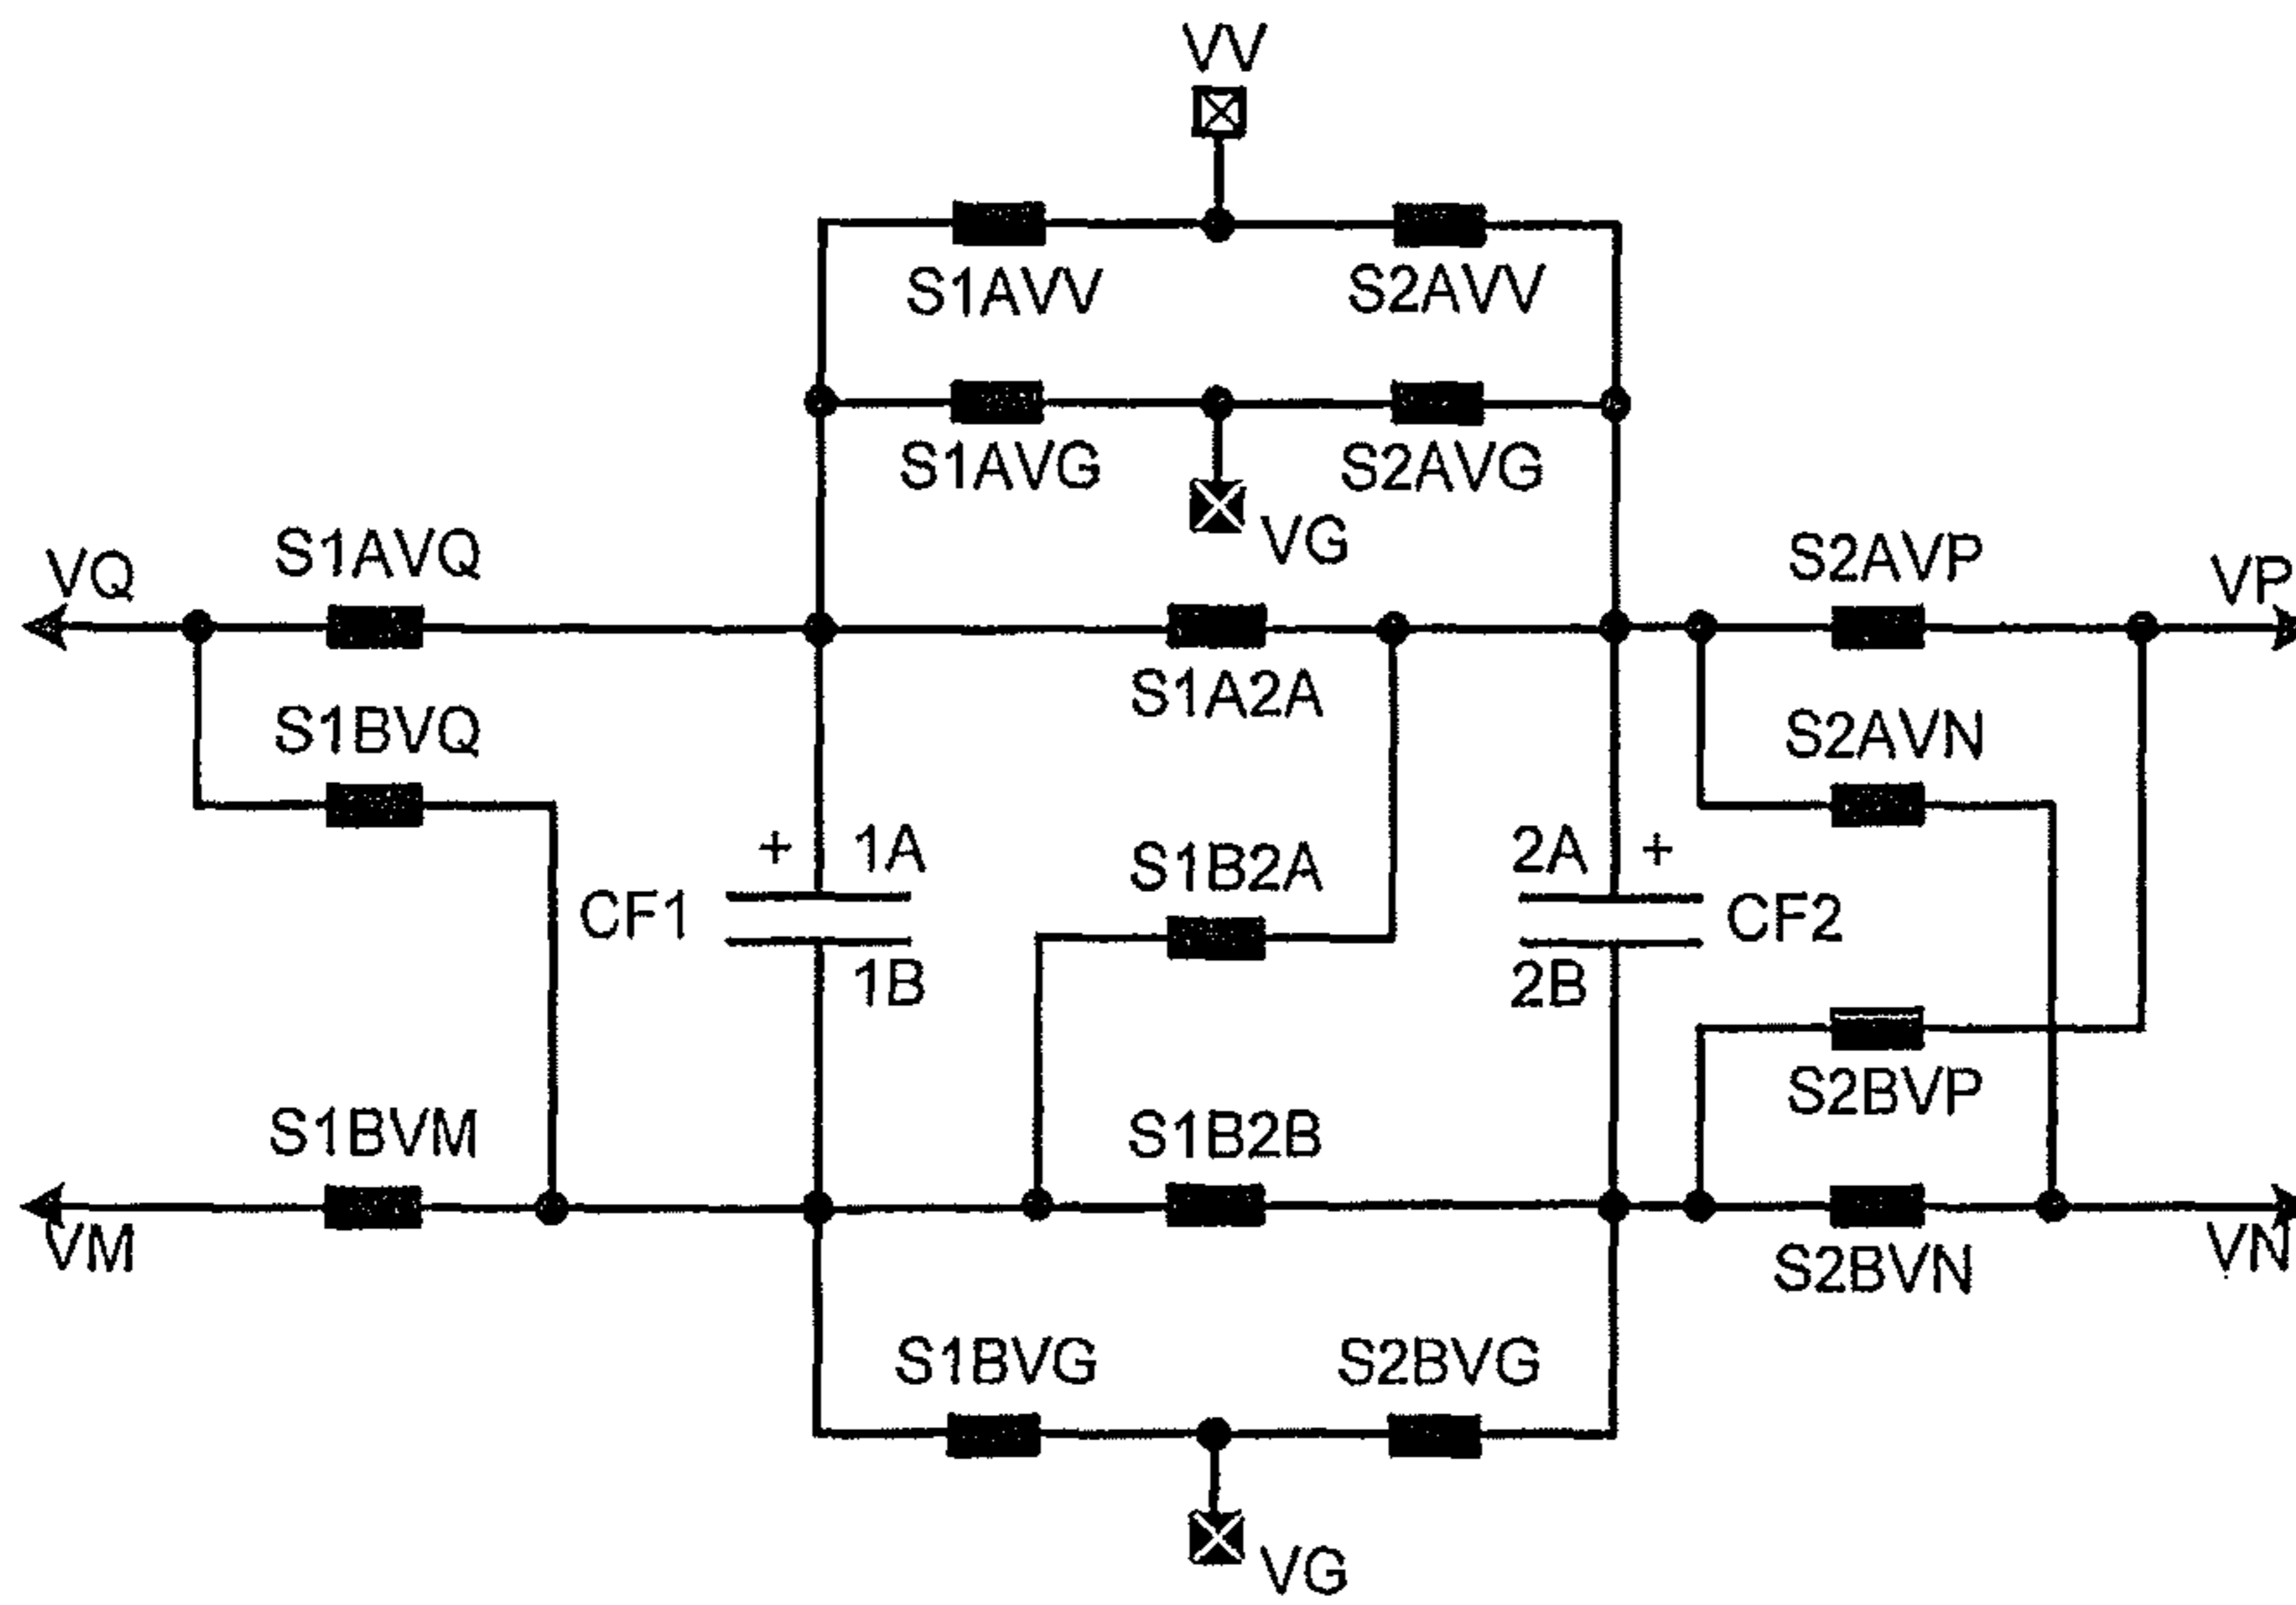 VV
S1AVV
S2AVV
S1AVG
S2AVG
VG
VQ
S1AVQ
S2AVP
VP
S1A2A
S1BVQ
S2AVN
+ 1A
S1B2A
2A +
CF1
CF2
1B
2B
S2BVP
S1BVM
S1B2B
VM
VN
S2BVN
S1BVG
S2BVG
VG